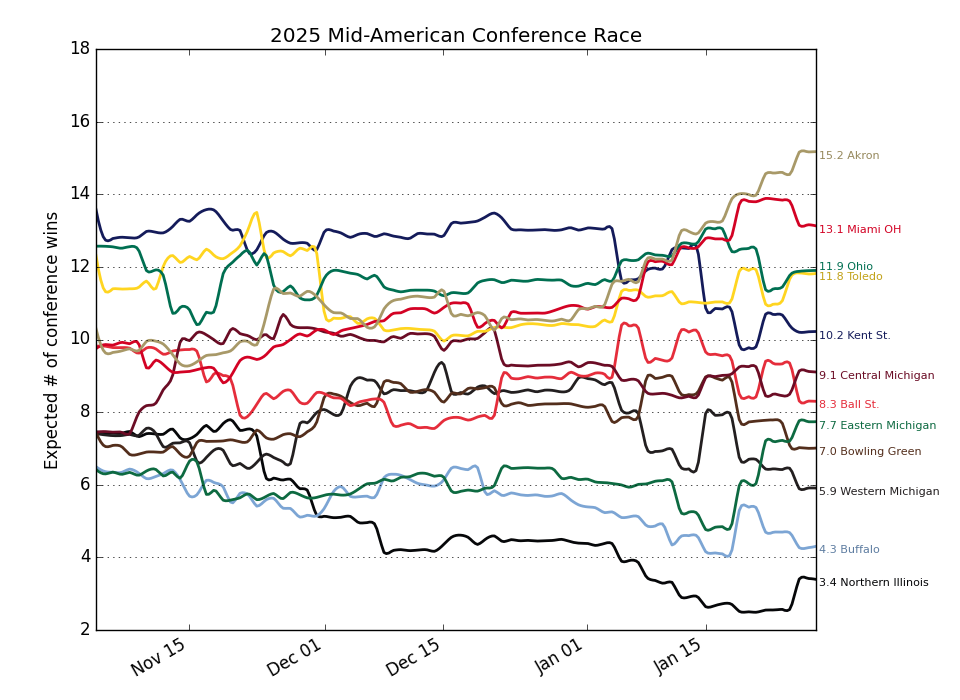 2025 Mid-American Conference Race
Expected # of conference wins
18
16
14
12
10
8
6
4
2
Nov 15
Dec 01
Dec 15
Jan 01
Jan 15
15.2 Akron
13.1 Miami OH
11.9 Ohio
11.8 Toledo
10.2 Kent St.
9.1 Central Michigan
8.3 Ball St.
7.7 Eastern Michigan
7.0 Bowling Green
5.9 Western Michigan
4.3 Buffalo
3.4 Northern Illinois